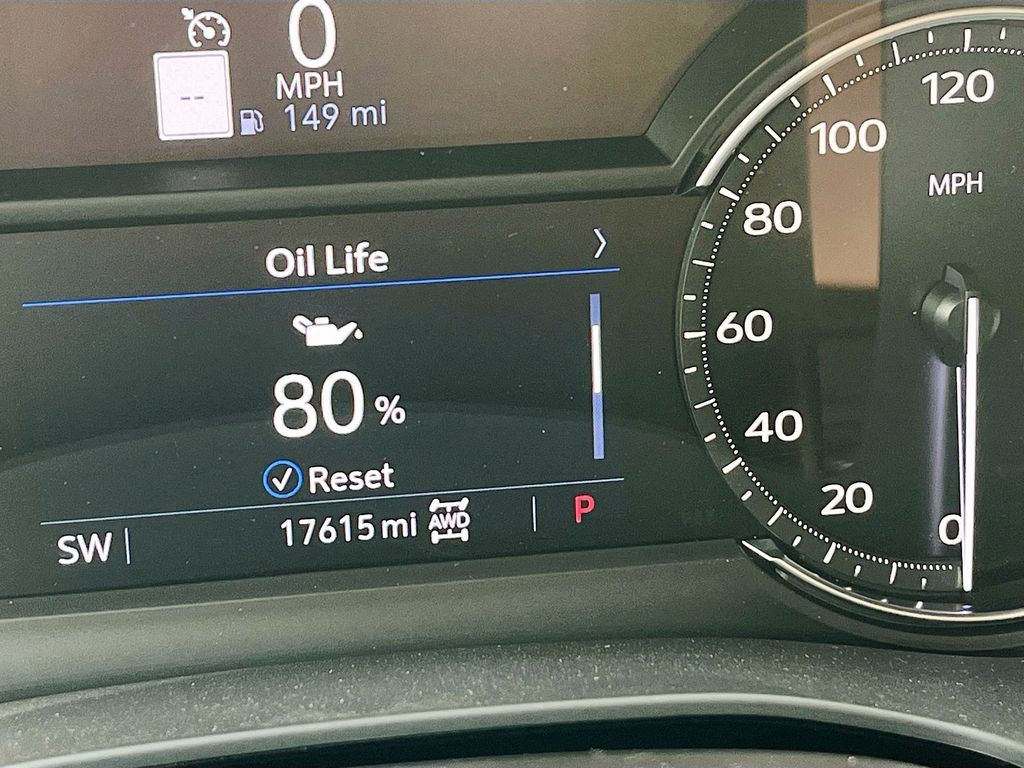 0
MPH
--
149 mi
Oil Life
80 %
Reset
SW
17615 mi AWD
P
120
100
MPH
80
60
40
20
0